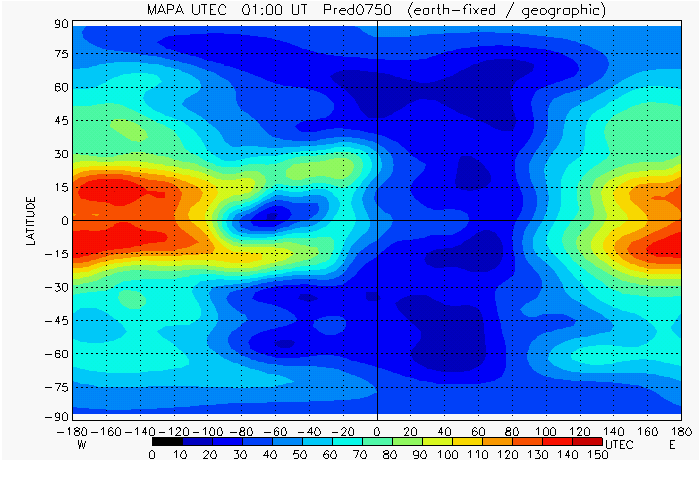 MAPA UTEC 01:00 UT Pred0750 (earth-fixed / geographic)
90
75
60
45
30
15
0
-15
-30
-45
-60
-75
-90
LATITUDE
-180 -160 -140 -120 -100 -80 -60 -40 -20 0 20 40 60 80 100 120 140 160 180
W E
0 10 20 30 40 50 60 70 80 90 100 110 120 130 140 150 UTEC